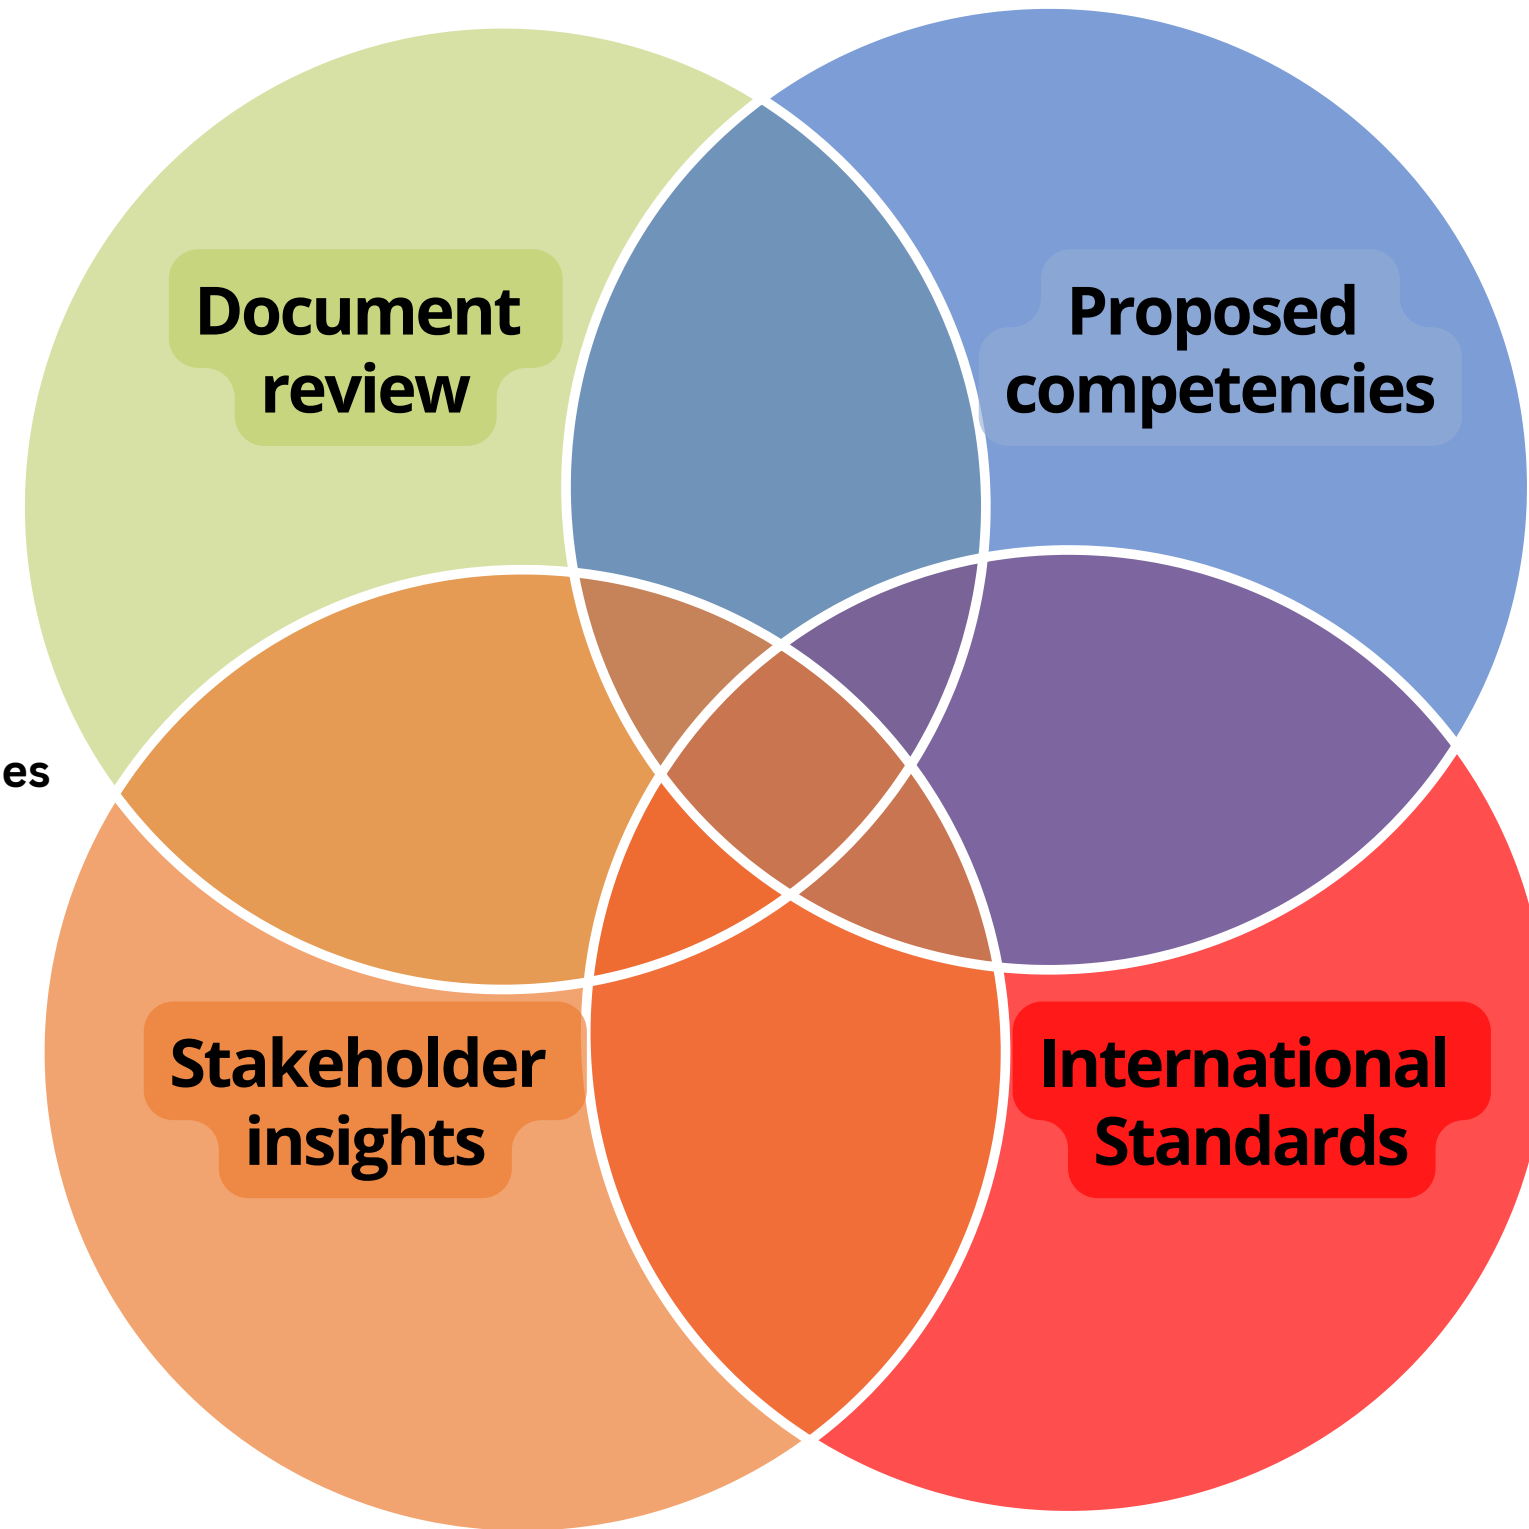 Document
review
Proposed
competencies
es
Stakeholder
insights
International
Standards